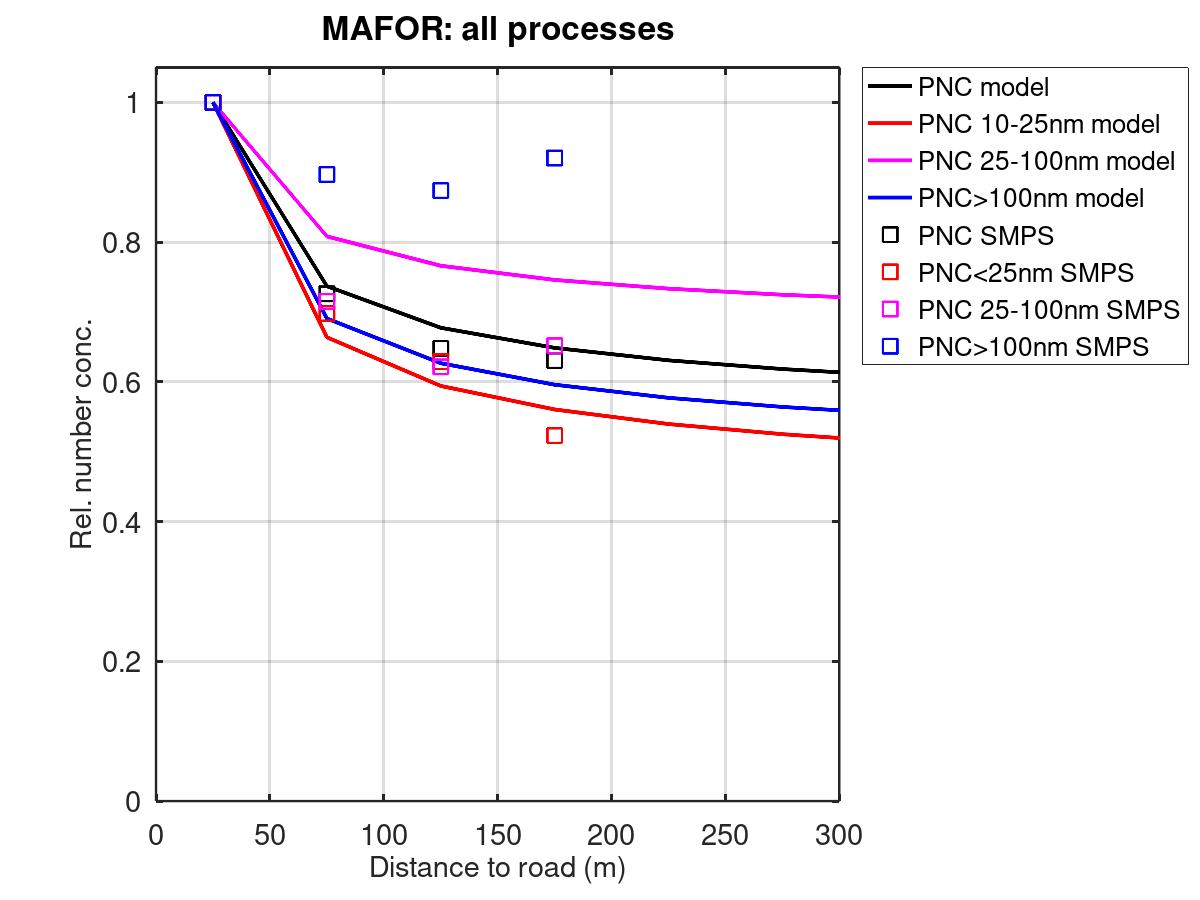 MAFOR: all processes
Rel. number conc.
1
0.8
0.6
0.4
0.2
0
0 50 100 150 200 250 300
Distance to road (m)
PNC model
PNC 10-25nm model
PNC 25-100nm model
PNC>100nm model
PNC SMPS
PNC<25nm SMPS
PNC 25-100nm SMPS
PNC>100nm SMPS